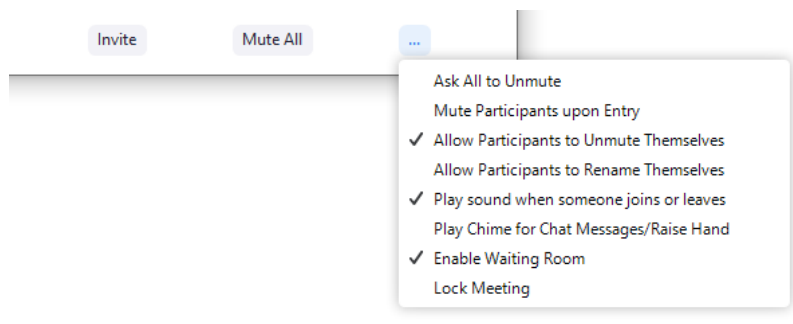 Invite Mute All ...
Ask All to Unmute
Mute Participants upon Entry
Allow Participants to Unmute Themselves
Allow Participants to Rename Themselves
Play sound when someone joins or leaves
Play Chime for Chat Messages/Raise Hand
Enable Waiting Room
Lock Meeting